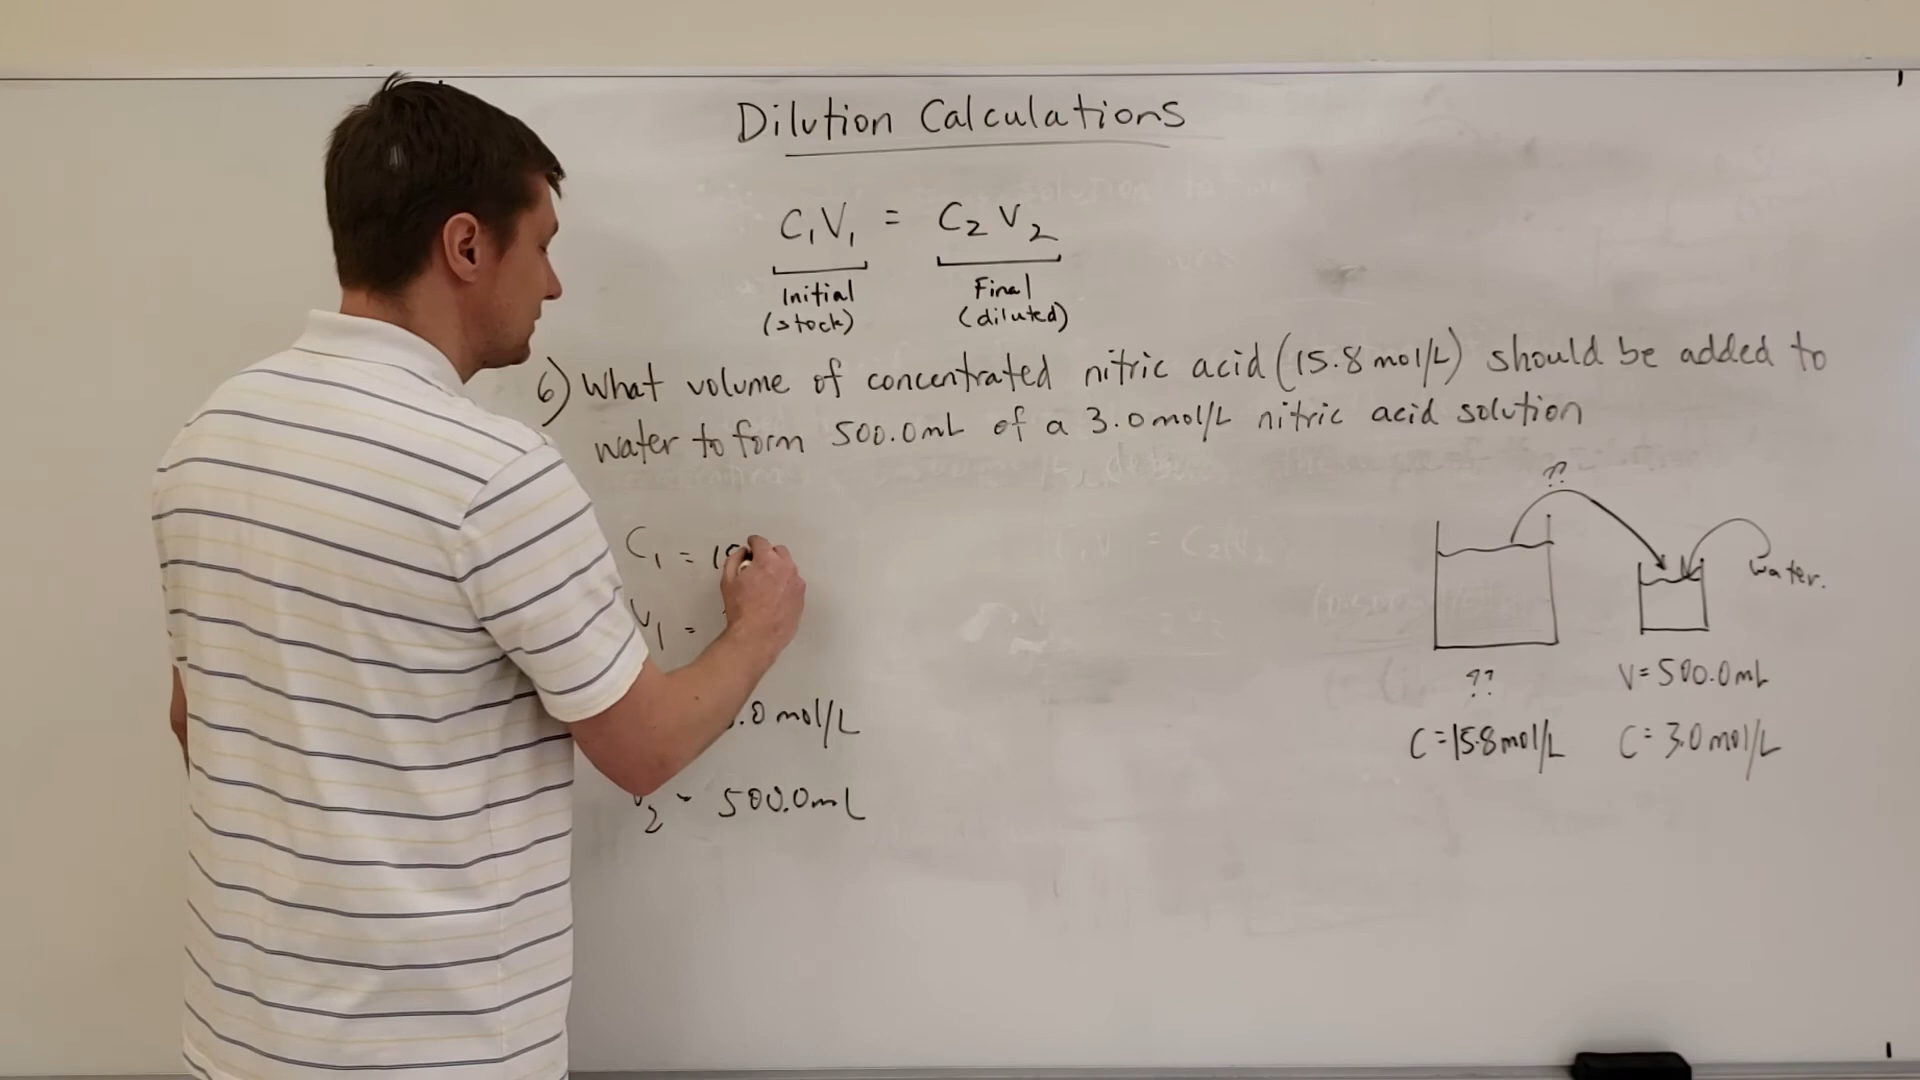 Dilution Calculations
C₁V₁ = C₂V₂
Initial (stock) Final (diluted)
6) What volume of concentrated nitric acid (15.8 mol/L) should be added to
water to form 500.0mL of a 3.0mol/L nitric acid solution
??
C₁ = 15
water.
V₁ =
?? V=500.0mL
.0 mol/L C=15.8mol/L C=3.0mol/L
V₂ = 500.0mL